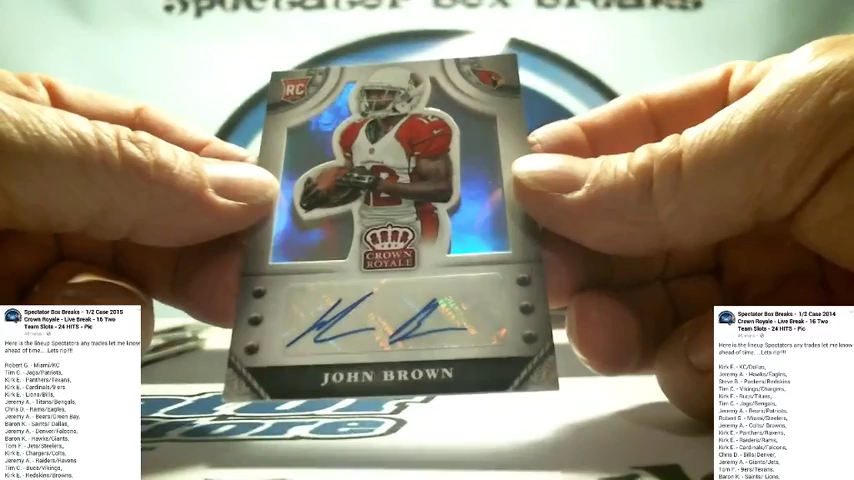 Spectator Box Breaks
RC
12
CROWN
ROYALE
JOHN BROWN
Spectator Box Breaks - 1/2 Case 2015
Crown Royale - Live Break - 16 Two
Team Slots - 24 HITS - Pic
Here is the lineup Spectators any trades let me know
ahead of time.....Lets rip!!!!
Robert G. - Miami/KC
Tim C. - Jags/Patriots,
Kirk E. - Panthers/Texans,
Kirk E. - Cardinals/9ers
Kirk E. - Lions/Bills,
Jeremy A. - Titans/Bengals,
Chris D. - Rams/Eagles,
Jeremy A. - Bears/Green Bay,
Baron K. - Saints/ Dallas,
Jeremy A. - Denver/Falcons,
Baron K. - Hawks/Giants,
Tom F. - Jets/Steelers,
Kirk E. - Chargers/Colts,
Jeremy A. - Raiders/Ravens
Tim C. - Bucs/Vikings,
Kirk E. - Redskins/Browns,
Spectator Box Breaks - 1/2 Case 2014
Crown Royale - Live Break - 16 Two
Team Slots - 24 HITS - Pic
Here is the lineup Spectators any trades let me know
ahead of time.....Lets rip!!!!
Kirk E. - KC/Dallas,
Jeremy A. - Hawks/Eagles,
Steve B. - Packers/Redskins
Tim C. - Vikings/Chargers,
Kirk E. - Bucs/Titans,
Tim C. - Jags/Bengals,
Jeremy A. - Bears/Patriots,
Robert G. - Miami/Steelers,
Jeremy A. - Colts/ Browns,
Kirk E. - Panthers/Ravens,
Kirk E. - Raiders/Rams,
Kirk E. - Cardinals/Falcons,
Chris D. - Bills/Denver,
Jeremy A. - Giants/Jets,
Tom F. - 9ers/Texans,
Baron K. - Saints/ Lions,